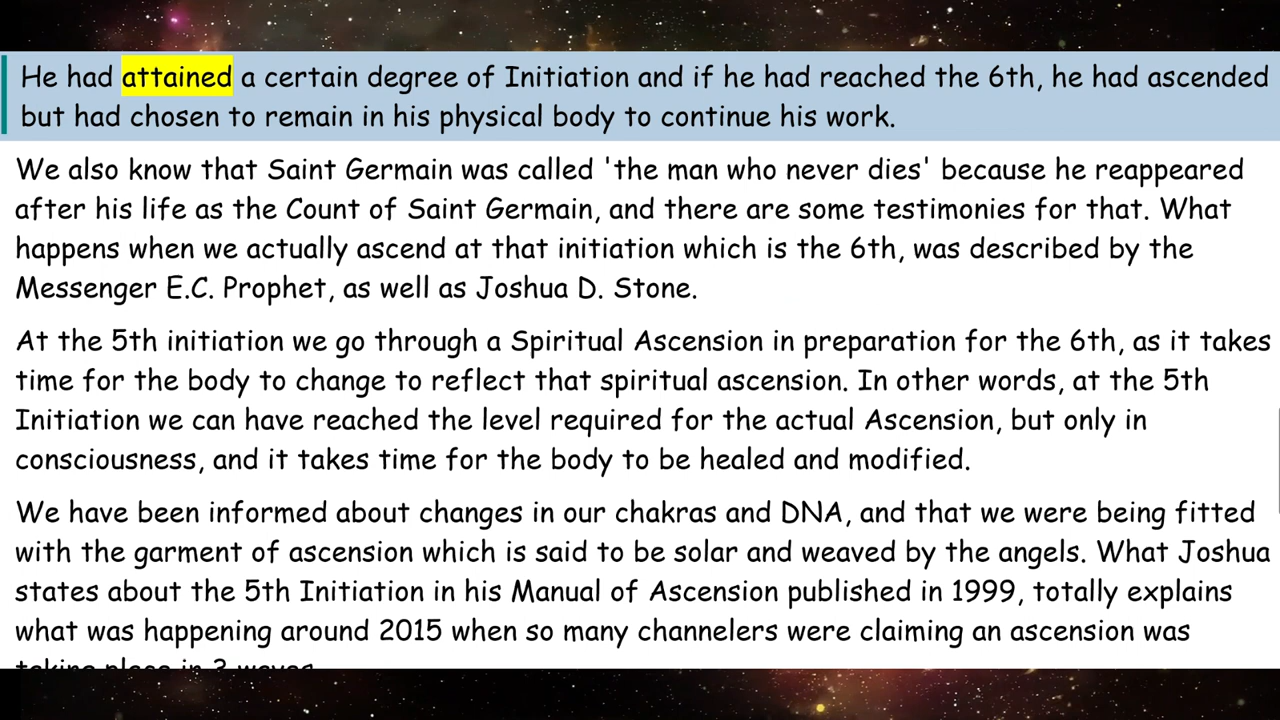 He had attained a certain degree of Initiation and if he had reached the 6th, he had ascended
but had chosen to remain in his physical body to continue his work.
We also know that Saint Germain was called 'the man who never dies' because he reappeared
after his life as the Count of Saint Germain, and there are some testimonies for that. What
happens when we actually ascend at that initiation which is the 6th, was described by the
Messenger E.C. Prophet, as well as Joshua D. Stone.
At the 5th initiation we go through a Spiritual Ascension in preparation for the 6th, as it takes
time for the body to change to reflect that spiritual ascension. In other words, at the 5th
Initiation we can have reached the level required for the actual Ascension, but only in
consciousness, and it takes time for the body to be healed and modified.
We have been informed about changes in our chakras and DNA, and that we were being fitted
with the garment of ascension which is said to be solar and weaved by the angels. What Joshua
states about the 5th Initiation in his Manual of Ascension published in 1999, totally explains
what was happening around 2015 when so many channelers were claiming an ascension was
taking place in 3 waves